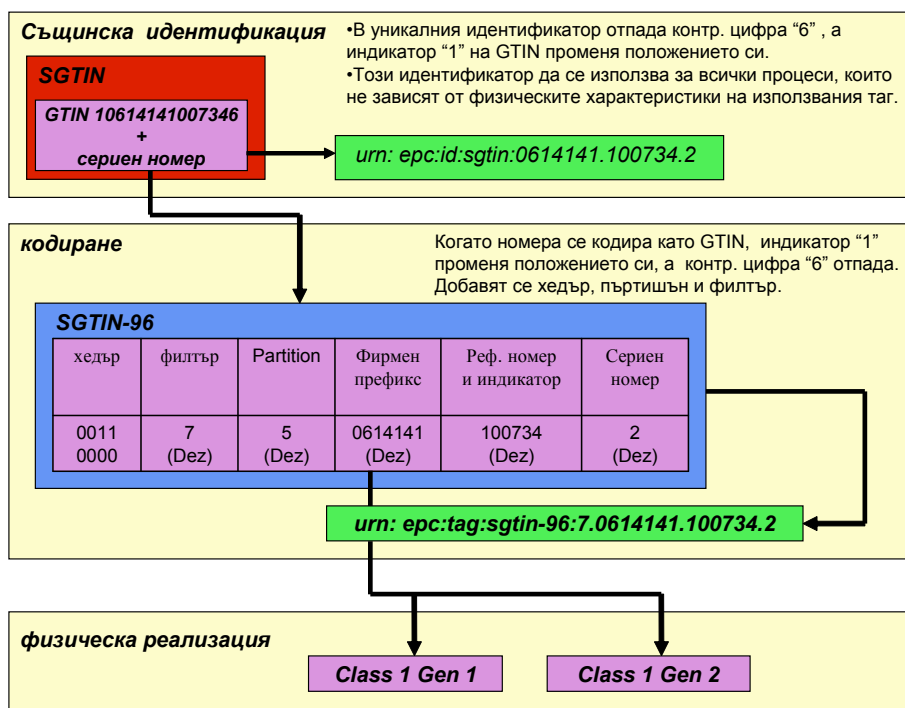 Същинска идентификация
•В уникалния идентификатор отпада контр. цифра “6” , а
индикатор “1” на GTIN променя положението си.
•Този идентификатор да се използва за всички процеси, които
не зависят от физическите характеристики на използвания таг.
SGTIN
GTIN 10614141007346
+
сериен номер
urn: epc:id:sgtin:0614141.100734.2
кодиране
Когато номера се кодира като GTIN, индикатор “1”
променя положението си, а контр. цифра “6” отпада.
Добавят се хедър, пъртишън и филтър.
SGTIN-96
хедър
филтър
Partition
Фирмен
префикс
Реф. номер
и индикатор
Сериен
номер
0011
0000
7
(Dez)
5
(Dez)
0614141
(Dez)
100734
(Dez)
2
(Dez)
urn: epc:tag:sgtin-96:7.0614141.100734.2
физическа реализация
Class 1 Gen 1
Class 1 Gen 2